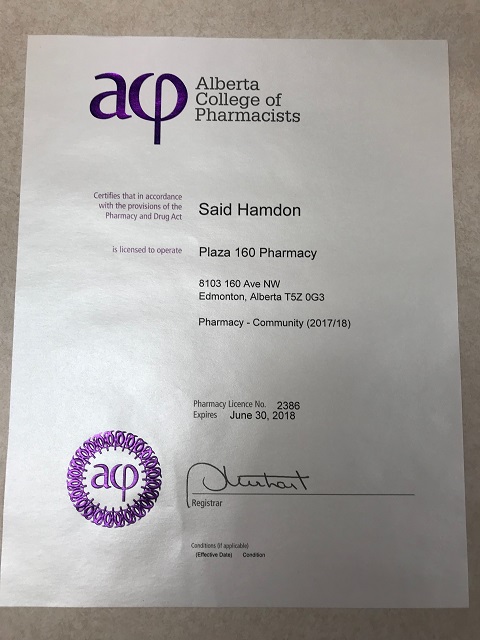 acp
Alberta
College of
Pharmacists
Certifies that in accordance
with the provisions of the
Pharmacy and Drug Act
Said Hamdon
is licensed to operate
Plaza 160 Pharmacy
8103 160 Ave NW
Edmonton, Alberta T5Z 0G3
Pharmacy - Community (2017/18)
Pharmacy Licence No. 2386
Expires June 30, 2018
acp
Registrar
Conditions (if applicable)
(Effective Date) Condition